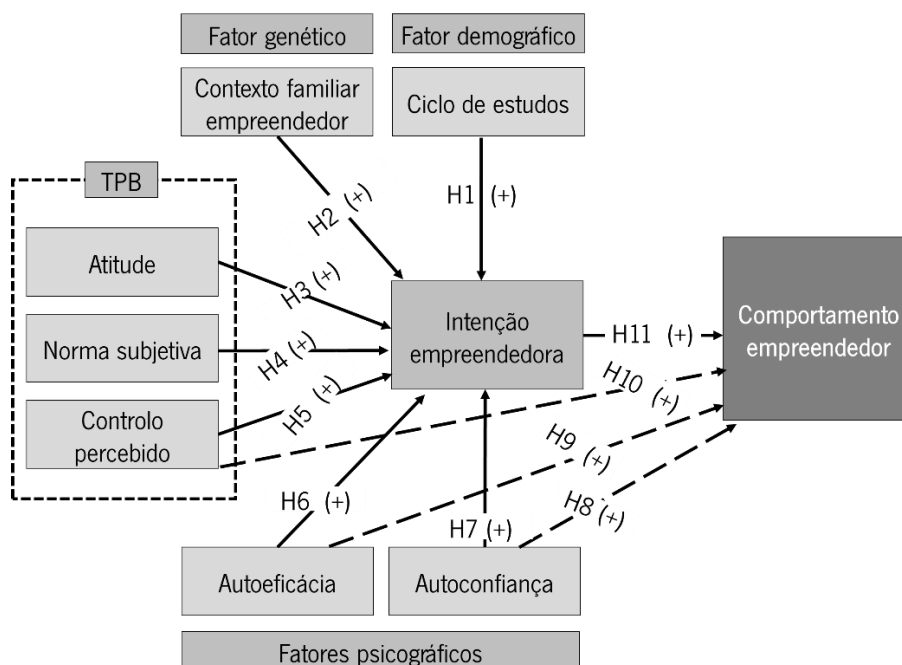 Fator genético
Fator demográfico
Contexto familiar
empreendedor
Ciclo de estudos
TPB
H2 (+)
H1 (+)
Atitude
H3 (+)
Norma subjetiva
H4 (+)
Controlo
percebido
H5 (+)
Intenção
empreendedora
H11 (+)
Comportamento
empreendedor
H10 (+)
H9 (+)
H6 (+)
H7 (+)
H8 (+)
Autoeficácia
Autoconfiança
Fatores psicográficos